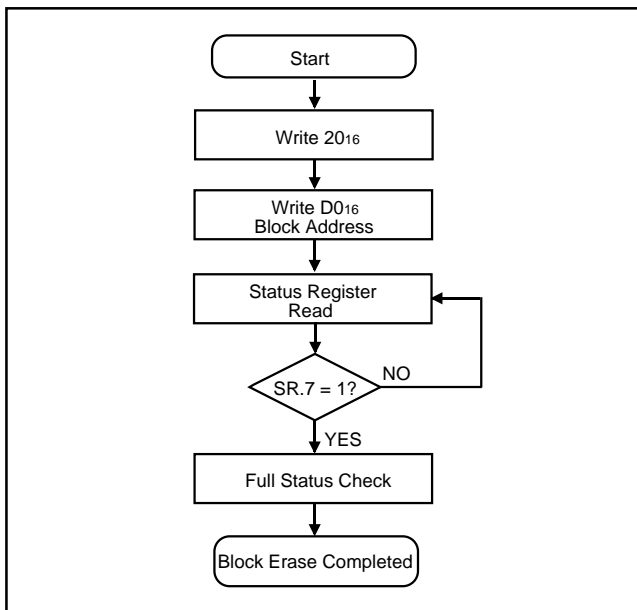 Start
Write 20₁₆
Write D0₁₆
Block Address
Status Register
Read
SR.7 = 1?
NO
YES
Full Status Check
Block Erase Completed